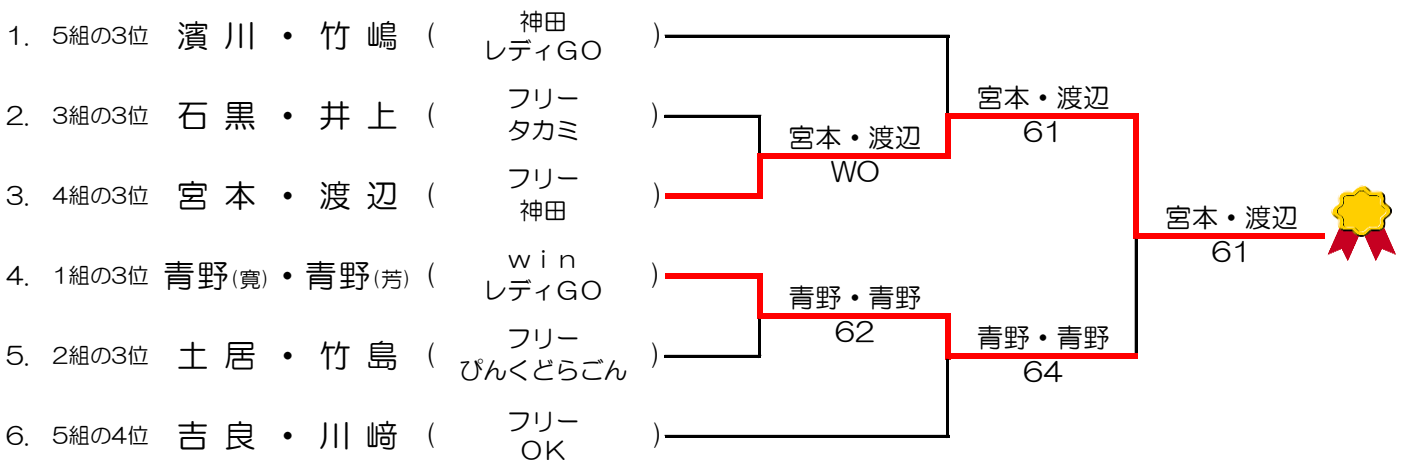 1. 5組の3位 濱川・竹嶋 ( 神田 )
レディGO
2. 3組の3位 石黒・井上 ( フリー )
タカミ
3. 4組の3位 宮本・渡辺 ( フリー )
神田
4. 1組の3位 青野(寛)・青野(芳) ( win )
レディGO
5. 2組の3位 土居・竹島 ( フリー )
ぴんくどらごん
6. 5組の4位 吉良・川﨑 ( フリー )
OK
宮本・渡辺
WO
青野・青野
62
宮本・渡辺
61
青野・青野
64
宮本・渡辺
61